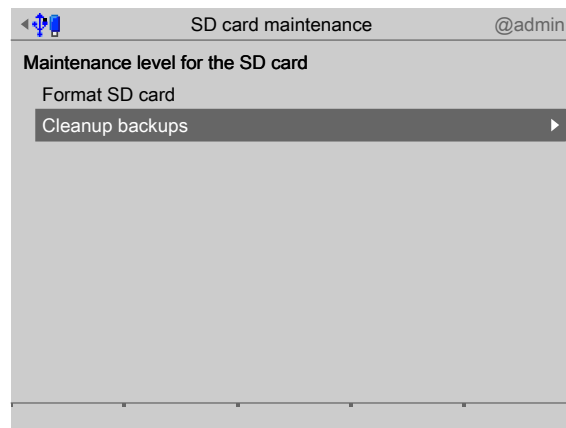 SD card maintenance @admin
Maintenance level for the SD card
Format SD card
Cleanup backups